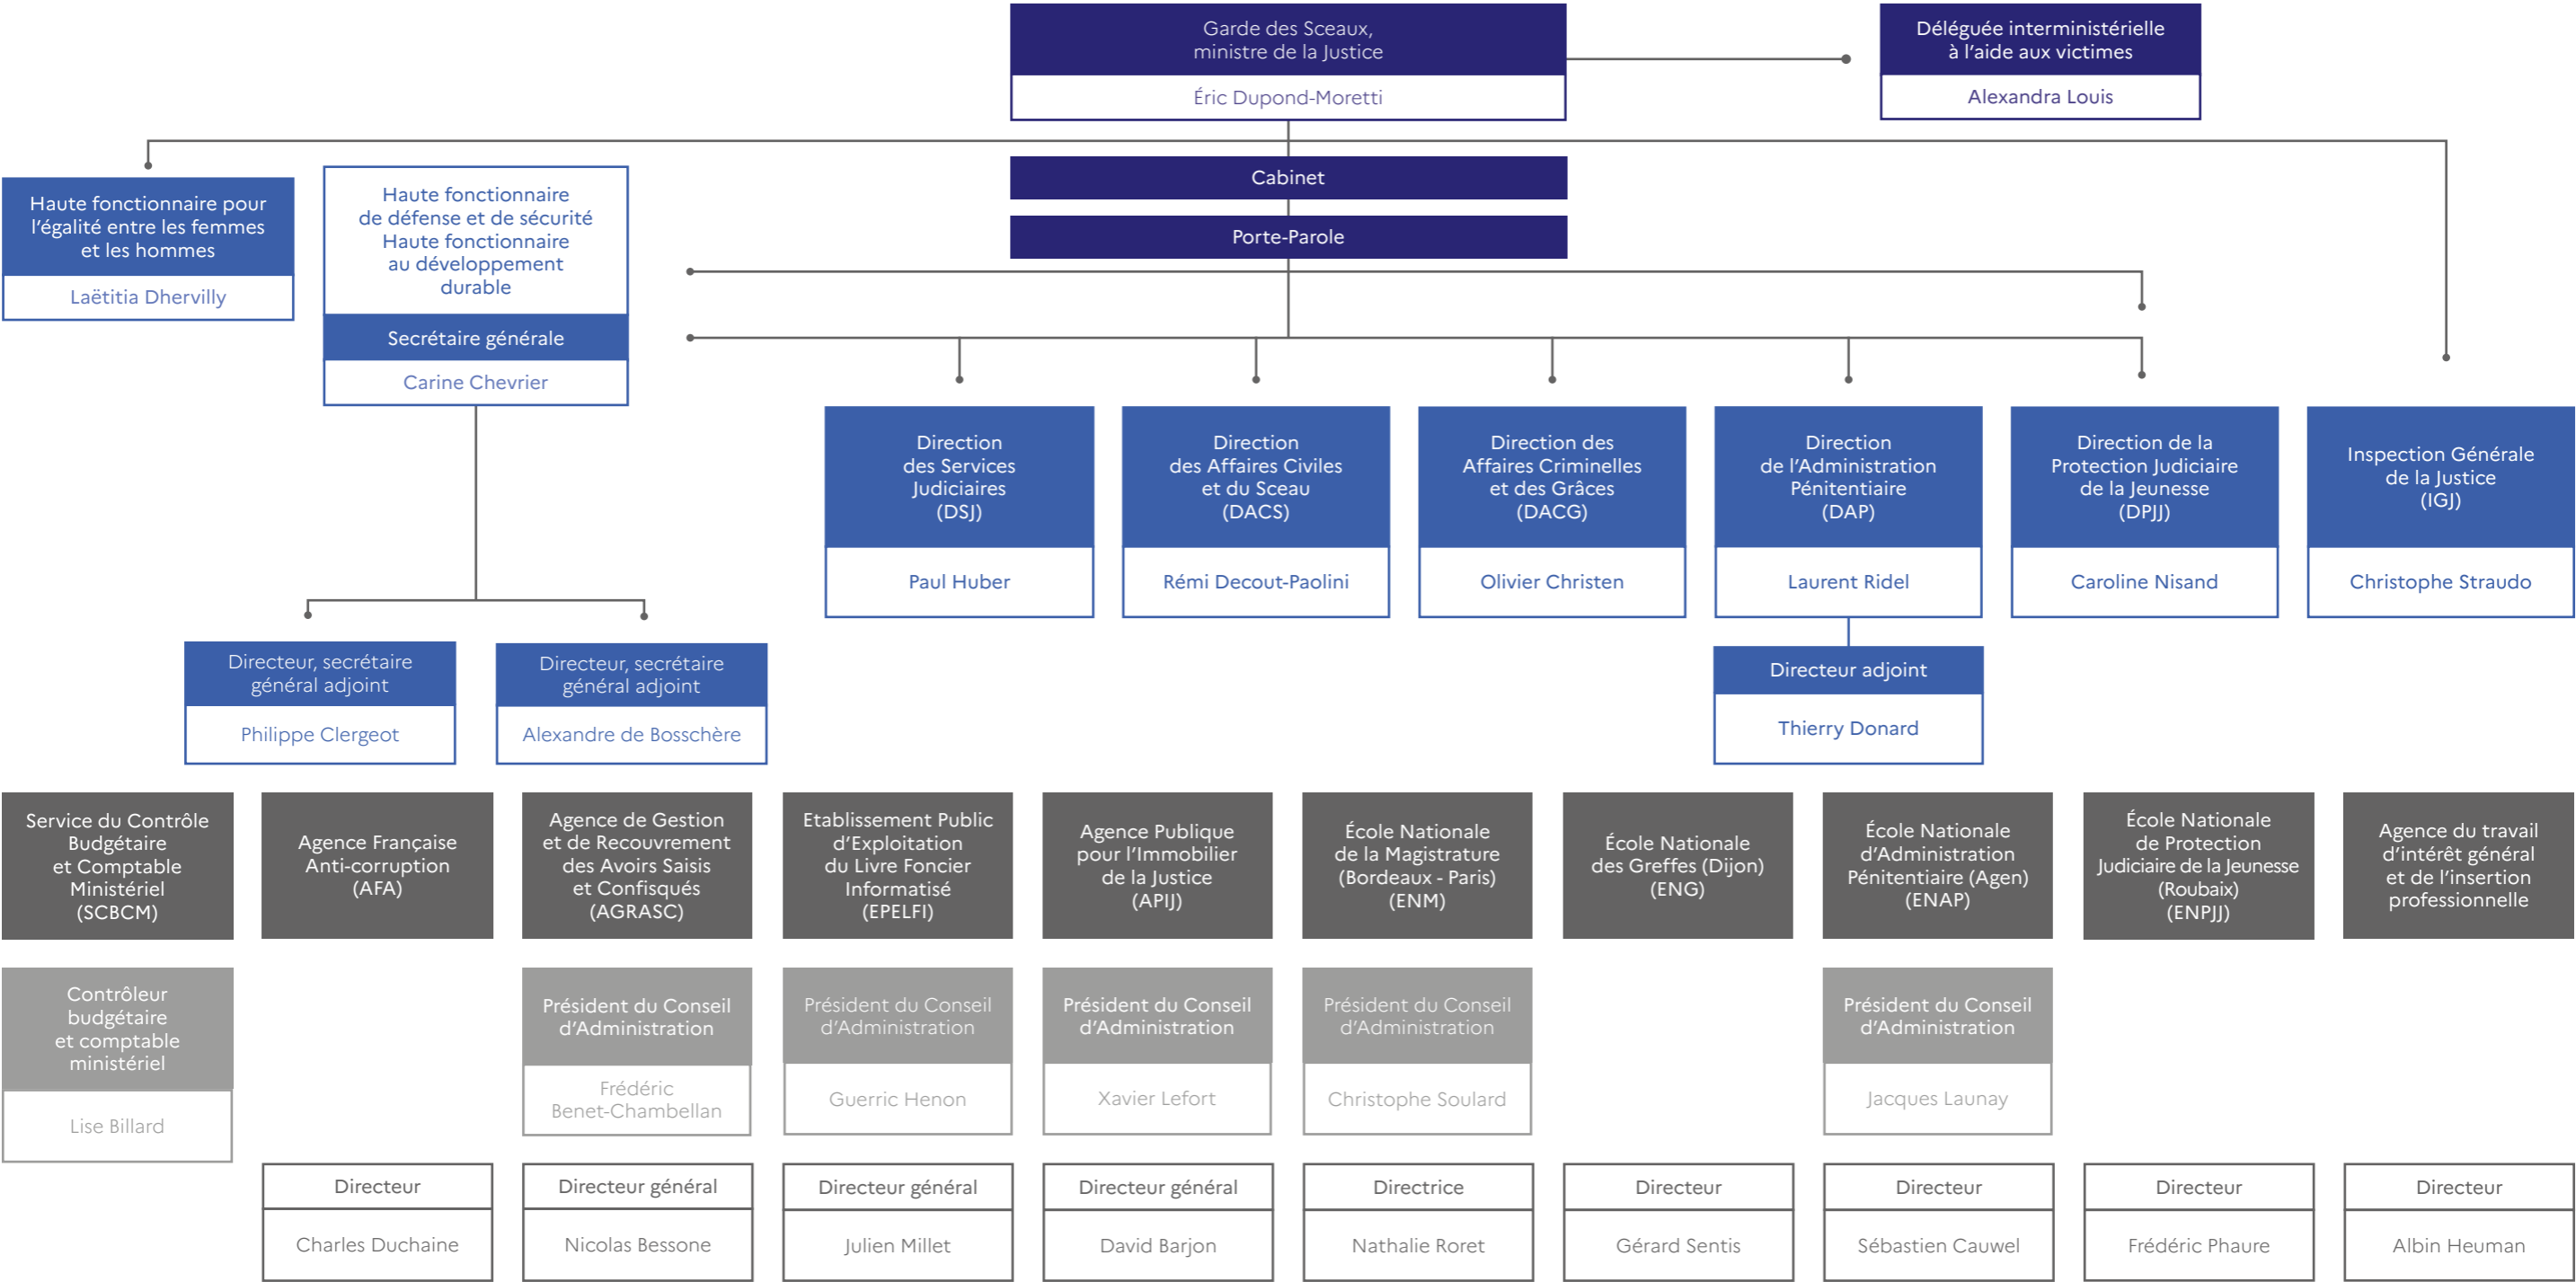 Garde des Sceaux,
ministre de la Justice
Éric Dupond-Moretti
Déléguée interministérielle
à l'aide aux victimes
Alexandra Louis
Cabinet
Porte-Parole
Haute fonctionnaire pour
l'égalité entre les femmes
et les hommes
Laëtitia Dhervilly
Haute fonctionnaire
de défense et de sécurité
Haute fonctionnaire
au développement
durable
Secrétaire générale
Carine Chevrier
Direction
des Services
Judiciaires
(DSJ)
Paul Huber
Direction
des Affaires Civiles
et du Sceau
(DACS)
Rémi Decout-Paolini
Direction des
Affaires Criminelles
et des Grâces
(DACG)
Olivier Christen
Direction
de l'Administration
Pénitentiaire
(DAP)
Laurent Ridel
Direction de la
Protection Judiciaire
de la Jeunesse
(DPJJ)
Caroline Nisand
Inspection Générale
de la Justice
(IGJ)
Christophe Straudo
Directeur, secrétaire
général adjoint
Philippe Clergeot
Directeur, secrétaire
général adjoint
Alexandre de Bosschère
Directeur adjoint
Thierry Donard
Service du Contrôle
Budgétaire
et Comptable
Ministériel
(SCBCM)
Agence Française
Anti-corruption
(AFA)
Agence de Gestion
et de Recouvrement
des Avoirs Saisis
et Confisqués
(AGRASC)
Etablissement Public
d'Exploitation
du Livre Foncier
Informatisé
(EPELFI)
Agence Publique
pour l'Immobilier
de la Justice
(APIJ)
École Nationale
de la Magistrature
(Bordeaux - Paris)
(ENM)
École Nationale
des Greffes (Dijon)
(ENG)
École Nationale
d'Administration
Pénitentiaire (Agen)
(ENAP)
École Nationale
de Protection
Judiciaire de la Jeunesse
(Roubaix)
(ENPJJ)
Agence du travail
d'intérêt général
et de l'insertion
professionnelle
Contrôleur
budgétaire
et comptable
ministériel
Lise Billard
Président du Conseil
d'Administration
Frédéric
Benet-Chambellan
Président du Conseil
d'Administration
Guerric Henon
Président du Conseil
d'Administration
Xavier Lefort
Président du Conseil
d'Administration
Christophe Soulard
Président du Conseil
d'Administration
Jacques Launay
Directeur
Charles Duchaine
Directeur général
Nicolas Bessone
Directeur général
Julien Millet
Directeur général
David Barjon
Directrice
Nathalie Roret
Directeur
Gérard Sentis
Directeur
Sébastien Cauwel
Directeur
Frédéric Phaure
Directeur
Albin Heuman